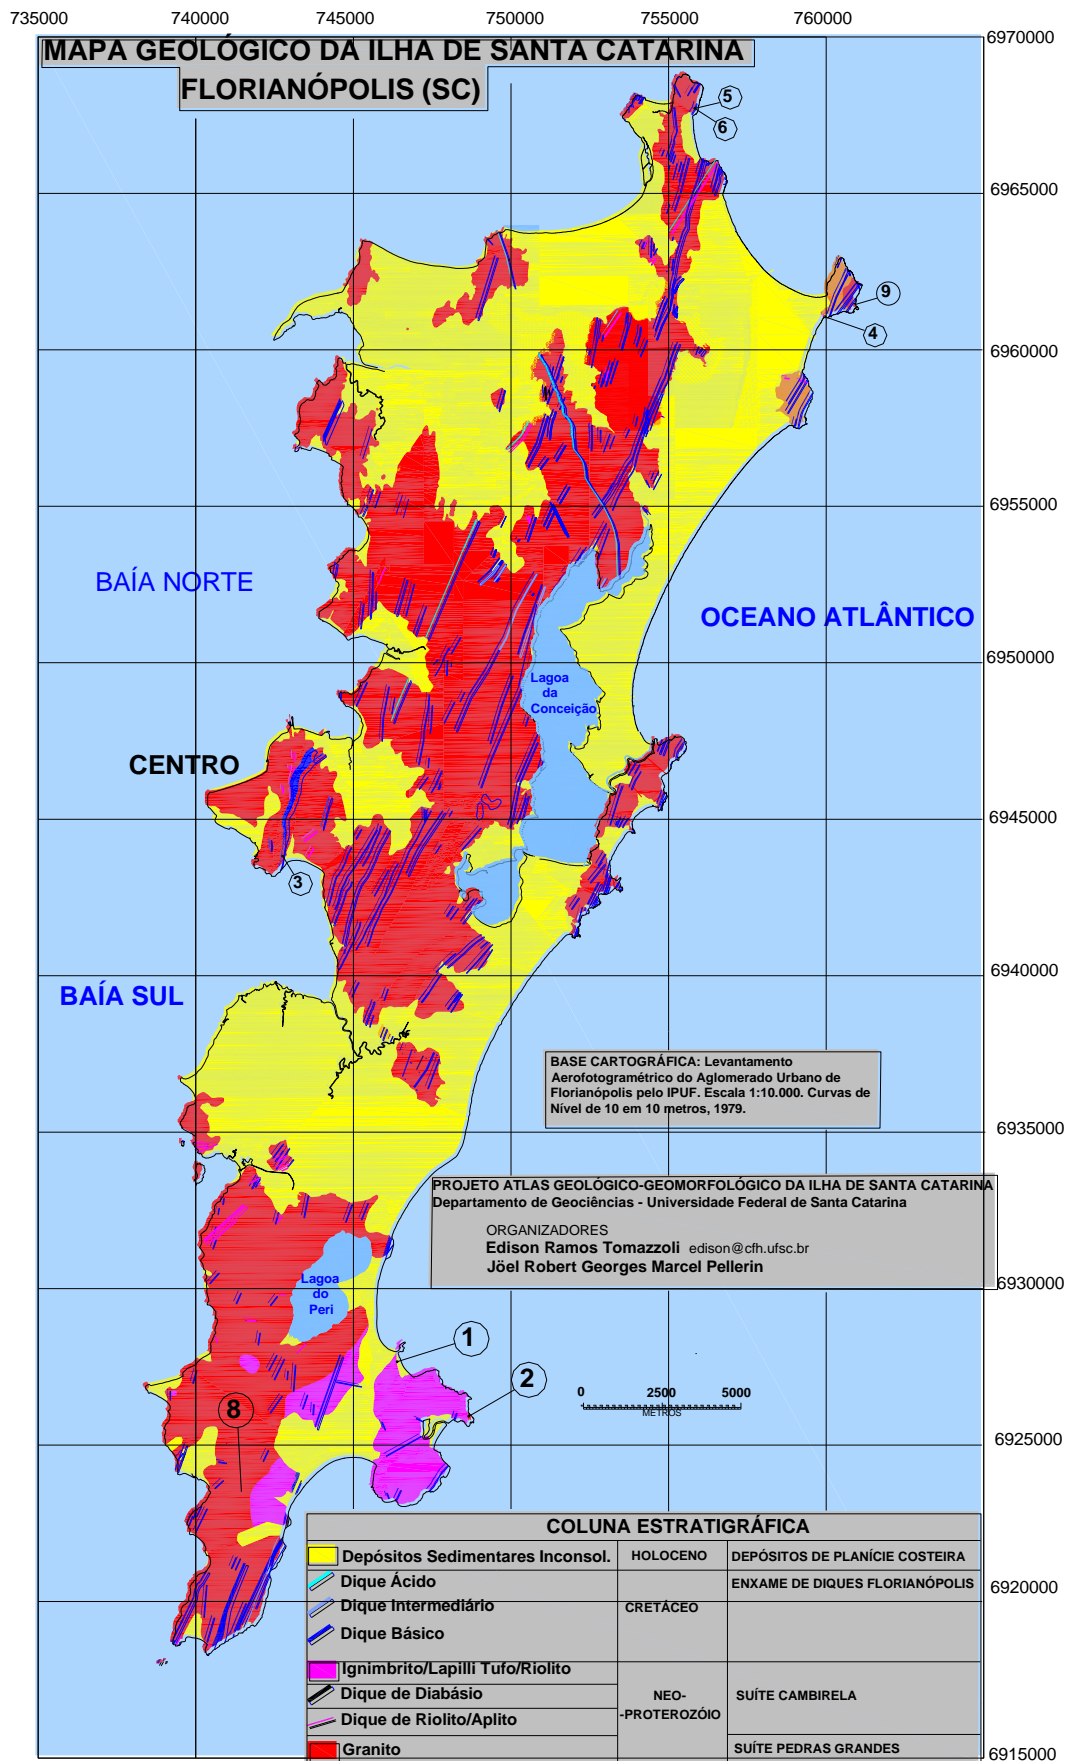 735000 740000 745000 750000 755000 760000
MAPA GEOLÓGICO DA ILHA DE SANTA CATARINA
FLORIANÓPOLIS (SC)
6970000
5
6
6965000
9
4
6960000
6955000
BAÍA NORTE
OCEANO ATLÂNTICO
6950000
Lagoa
da
Conceição
CENTRO
6945000
3
6940000
BAÍA SUL
BASE CARTOGRÁFICA: Levantamento
Aerofotogramétrico do Aglomerado Urbano de
Florianópolis pelo IPUF. Escala 1:10.000. Curvas de
Nível de 10 em 10 metros, 1979.
6935000
PROJETO ATLAS GEOLÓGICO-GEOMORFOLÓGICO DA ILHA DE SANTA CATARINA
Departamento de Geociências - Universidade Federal de Santa Catarina
ORGANIZADORES
Edison Ramos Tomazzoli edison@cfh.ufsc.br
Jöel Robert Georges Marcel Pellerin
6930000
Lagoa
do
Peri
1
2
0 2500 5000
METROS
8
6925000
COLUNA ESTRATIGRÁFICA
Depósitos Sedimentares Inconsol. HOLOCENO DEPÓSITOS DE PLANÍCIE COSTEIRA
Dique Ácido ENXAME DE DIQUES FLORIANÓPOLIS
6920000
Dique Intermediário CRETÁCEO
Dique Básico
Ignimbrito/Lapilli Tufo/Riolito
Dique de Diabásio NEO- SUÍTE CAMBIRELA
Dique de Riolito/Aplito -PROTEROZÓIO
Granito SUÍTE PEDRAS GRANDES
6915000